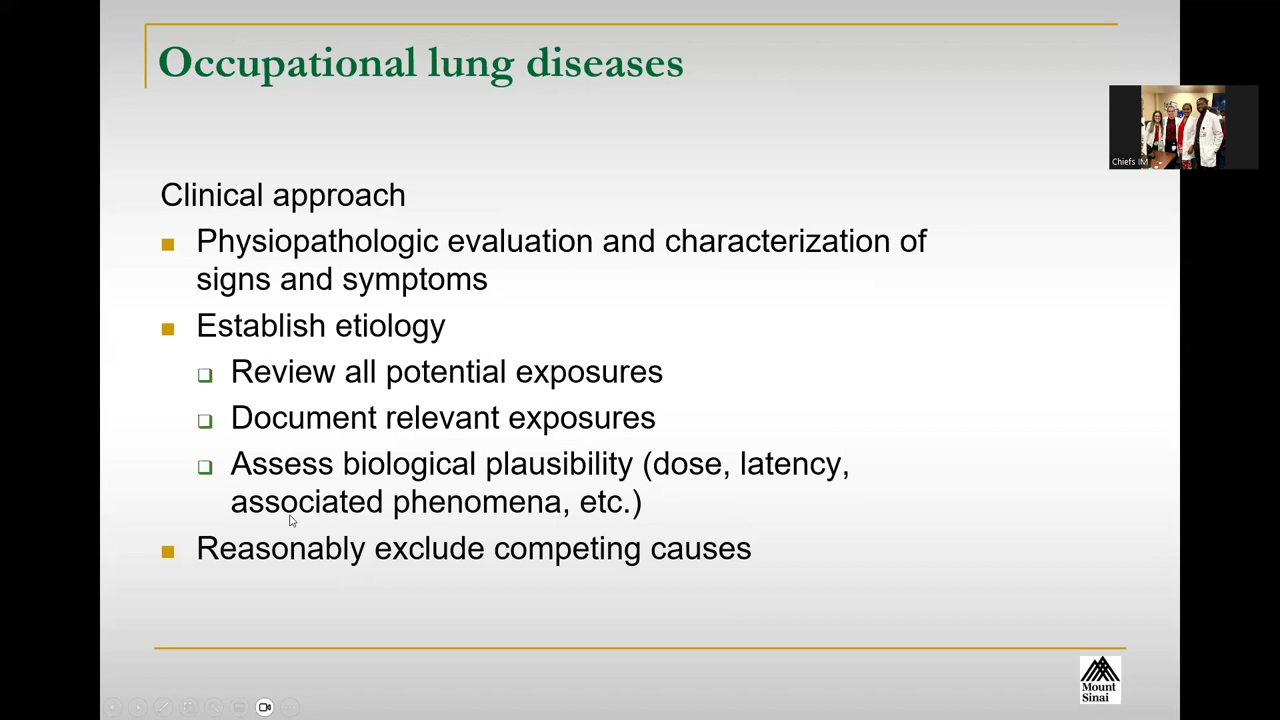 Occupational lung diseases
Chiefs IM
Clinical approach
Physiopathologic evaluation and characterization of
signs and symptoms
Establish etiology
Review all potential exposures
Document relevant exposures
Assess biological plausibility (dose, latency,
associated phenomena, etc.)
Reasonably exclude competing causes
Mount
Sinai